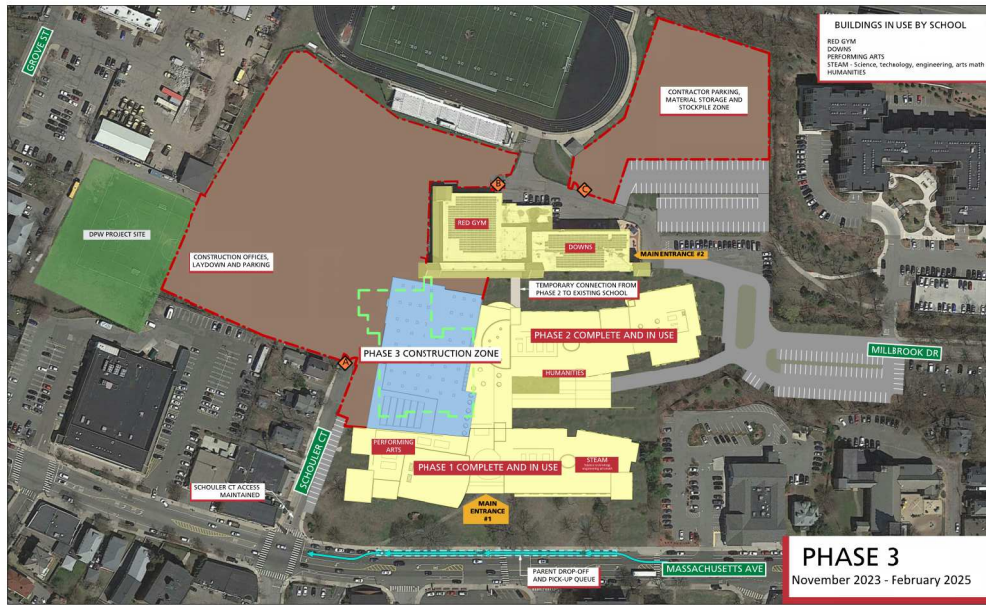 GROVE ST
BUILDINGS IN USE BY SCHOOL
RED GYM
DOWNS
PERFORMING ARTS
STEAM - Science, technology, engineering, arts math
HUMANITIES
CONTRACTOR PARKING,
MATERIAL STORAGE AND
STOCKPILE ZONE
B
C
RED GYM
DPW PROJECT SITE
DOWNS
MAIN ENTRANCE #2
CONSTRUCTION OFFICES,
LAYDOWN AND PARKING
TEMPORARY CONNECTION FROM
PHASE 2 TO EXISTING SCHOOL
PHASE 2 COMPLETE AND IN USE
PHASE 3 CONSTRUCTION ZONE
MILLBROOK DR
A
HUMANITIES
PERFORMING
ARTS
SCHOULER CT
PHASE 1 COMPLETE AND IN USE
STEAM
SCHOULER CT ACCESS
MAINTAINED
MAIN
ENTRANCE
#1
PARENT DROP-OFF
AND PICK-UP QUEUE
MASSACHUSETTS AVE
PHASE 3
November 2023 - February 2025